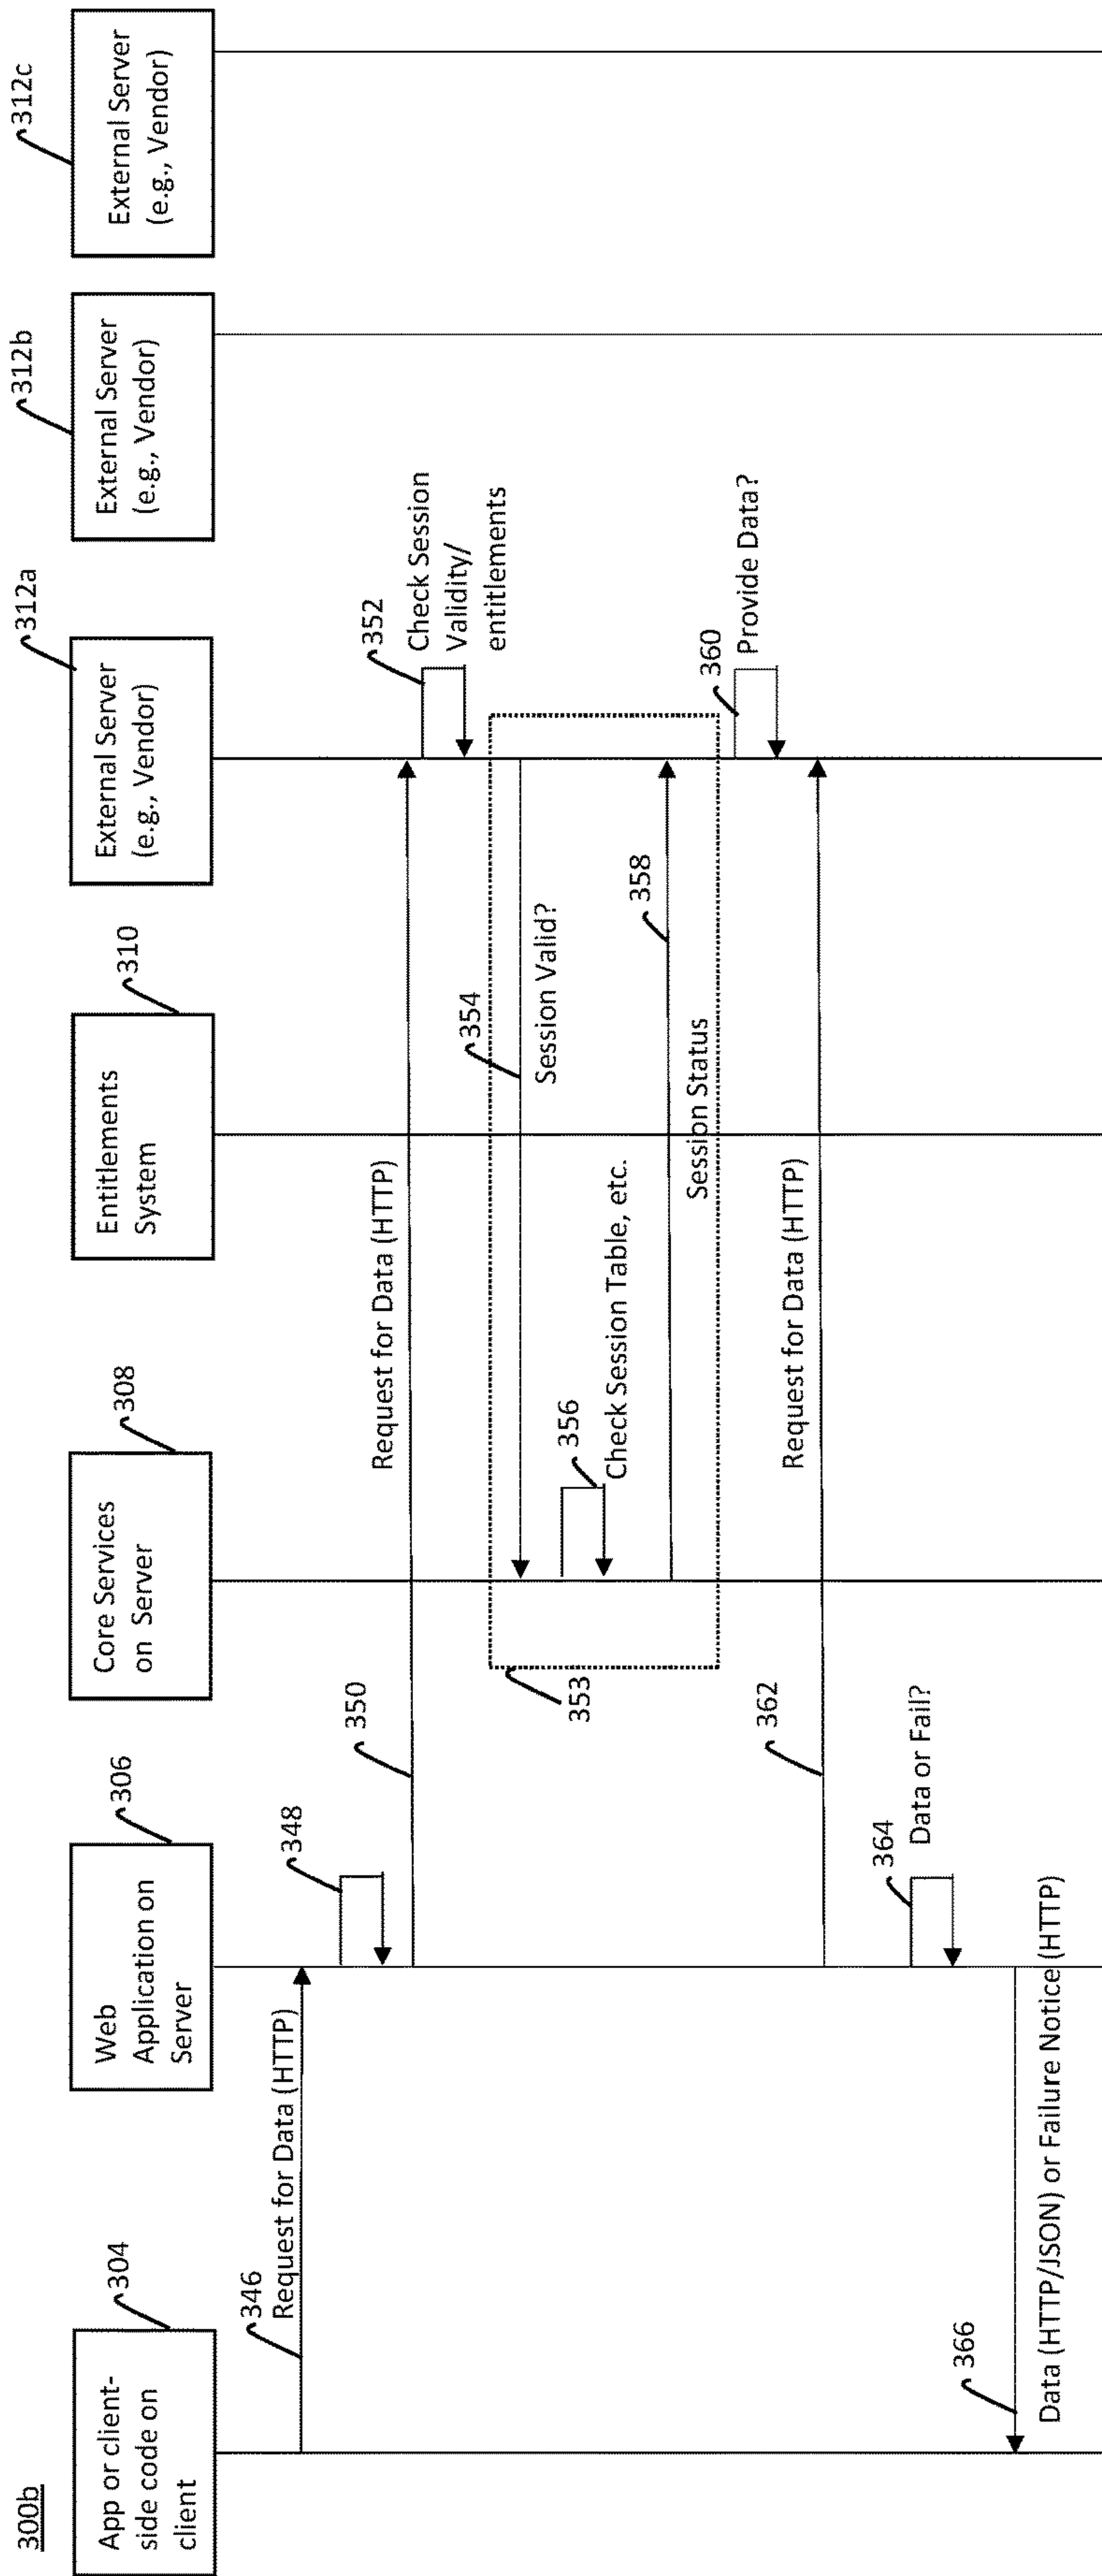 300b
App or client-
side code on
client
304
Web
Application on
Server
306
Core Services
on Server
308
Entitlements
System
310
External Server
(e.g., Vendor)
312a
External Server
(e.g., Vendor)
312b
External Server
(e.g., Vendor)
312c
346
Request for Data (HTTP)
348
350
Request for Data (HTTP)
352
Check Session
Validity/
entitlements
353
354
Session Valid?
356
Check Session Table, etc.
358
Session Status
360
Provide Data?
362
Request for Data (HTTP)
364
Data or Fail?
366
Data (HTTP/JSON) or Failure Notice (HTTP)